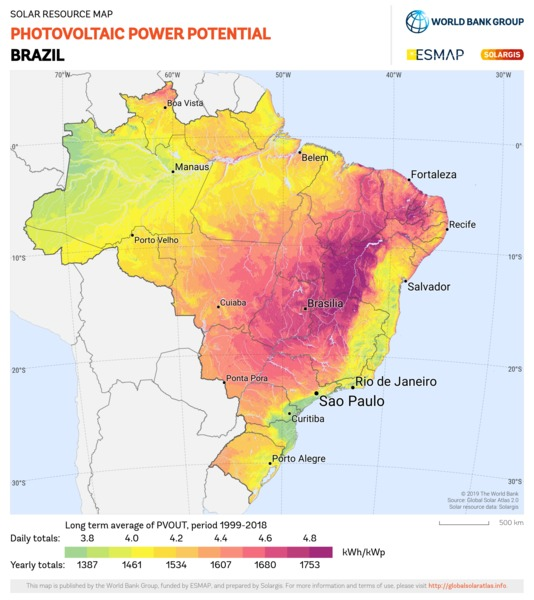 SOLAR RESOURCE MAP
PHOTOVOLTAIC POWER POTENTIAL
BRAZIL
WORLD BANK GROUP
ESMAP
SOLARGIS
70°W 60°W 50°W 40°W 30°W
Boa Vista
0° 0°
Belem
Manaus
Fortaleza
Recife
Porto Velho
10°S 10°S
Salvador
Cuiaba
Brasilia
20°S 20°S
Ponta Pora
Rio de Janeiro
Sao Paulo
Curitiba
Porto Alegre
30°S 30°S
© 2019 The World Bank
Source: Global Solar Atlas 2.0
Solar resource data: Solargis
500 km
Long term average of PVOUT, period 1999-2018
Daily totals: 3.8 4.0 4.2 4.4 4.6 4.8
kWh/kWp
Yearly totals: 1387 1461 1534 1607 1680 1753
This map is published by the World Bank Group, funded by ESMAP, and prepared by Solargis. For more information and terms of use, please visit http://globalsolaratlas.info.